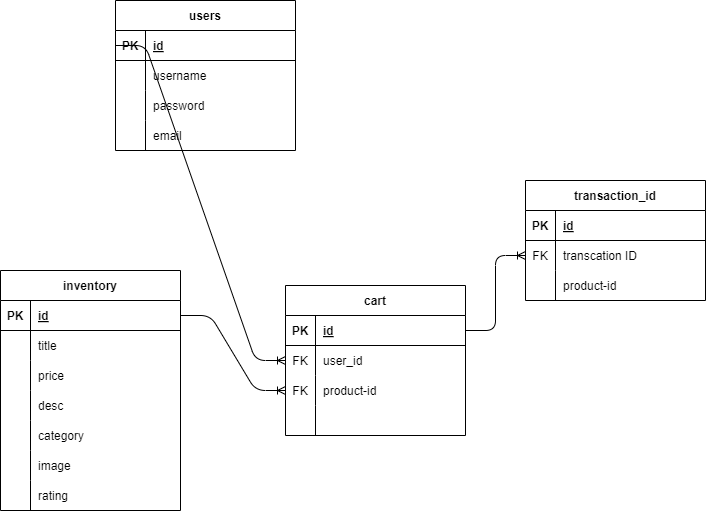 users
PK id
username
password
email
transaction_id
PK id
FK transcation ID
product-id
inventory
PK id
title
price
desc
category
image
rating
cart
PK id
FK user_id
FK product-id